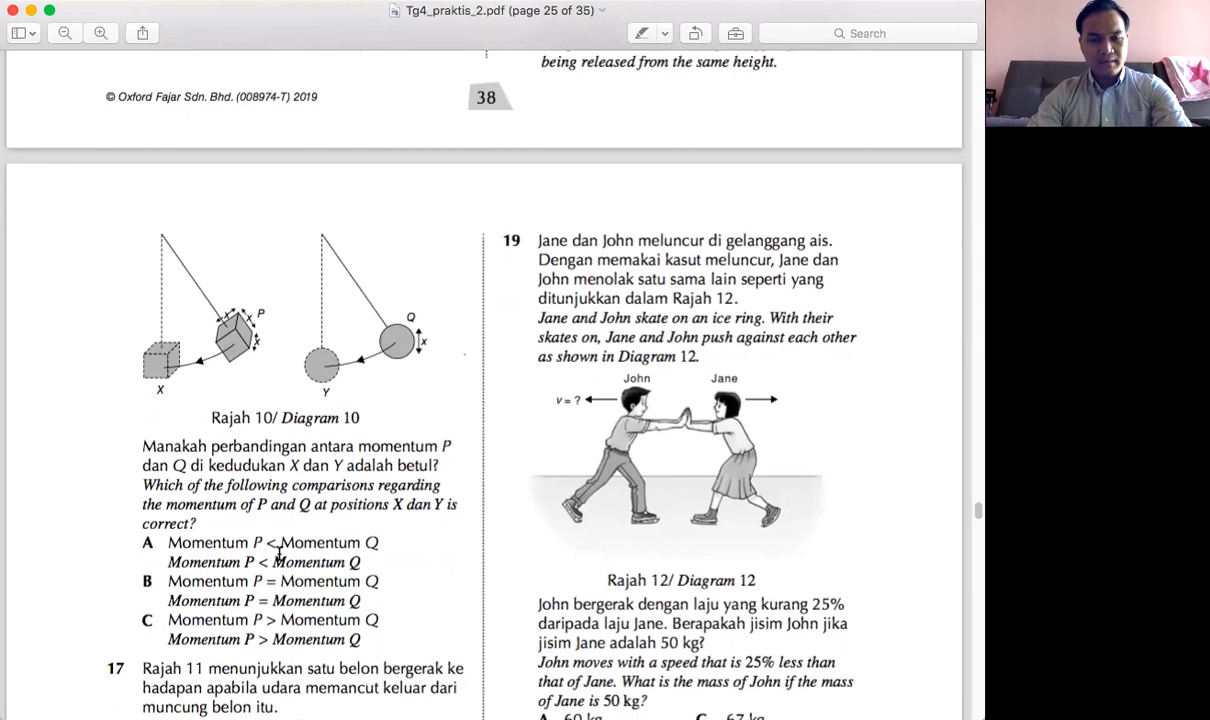 Tg4_praktis_2.pdf (page 25 of 35)
Search
being released from the same height.
© Oxford Fajar Sdn. Bhd. (008974-T) 2019
38
x
x
P
x
X
Q
x
Y
Rajah 10/ Diagram 10
Manakah perbandingan antara momentum P
dan Q di kedudukan X dan Y adalah betul?
Which of the following comparisons regarding
the momentum of P and Q at positions X dan Y is
correct?
A Momentum P < Momentum Q
Momentum P < Momentum Q
B Momentum P = Momentum Q
Momentum P = Momentum Q
C Momentum P > Momentum Q
Momentum P > Momentum Q
17 Rajah 11 menunjukkan satu belon bergerak ke
hadapan apabila udara memancut keluar dari
muncung belon itu.
19 Jane dan John meluncur di gelanggang ais.
Dengan memakai kasut meluncur, Jane dan
John menolak satu sama lain seperti yang
ditunjukkan dalam Rajah 12.
Jane and John skate on an ice ring. With their
skates on, Jane and John push against each other
as shown in Diagram 12.
John
Jane
v = ?
Rajah 12/ Diagram 12
John bergerak dengan laju yang kurang 25%
daripada laju Jane. Berapakah jisim John jika
jisim Jane adalah 50 kg?
John moves with a speed that is 25% less than
that of Jane. What is the mass of John if the mass
of Jane is 50 kg?
A 60 kg C 67 kg